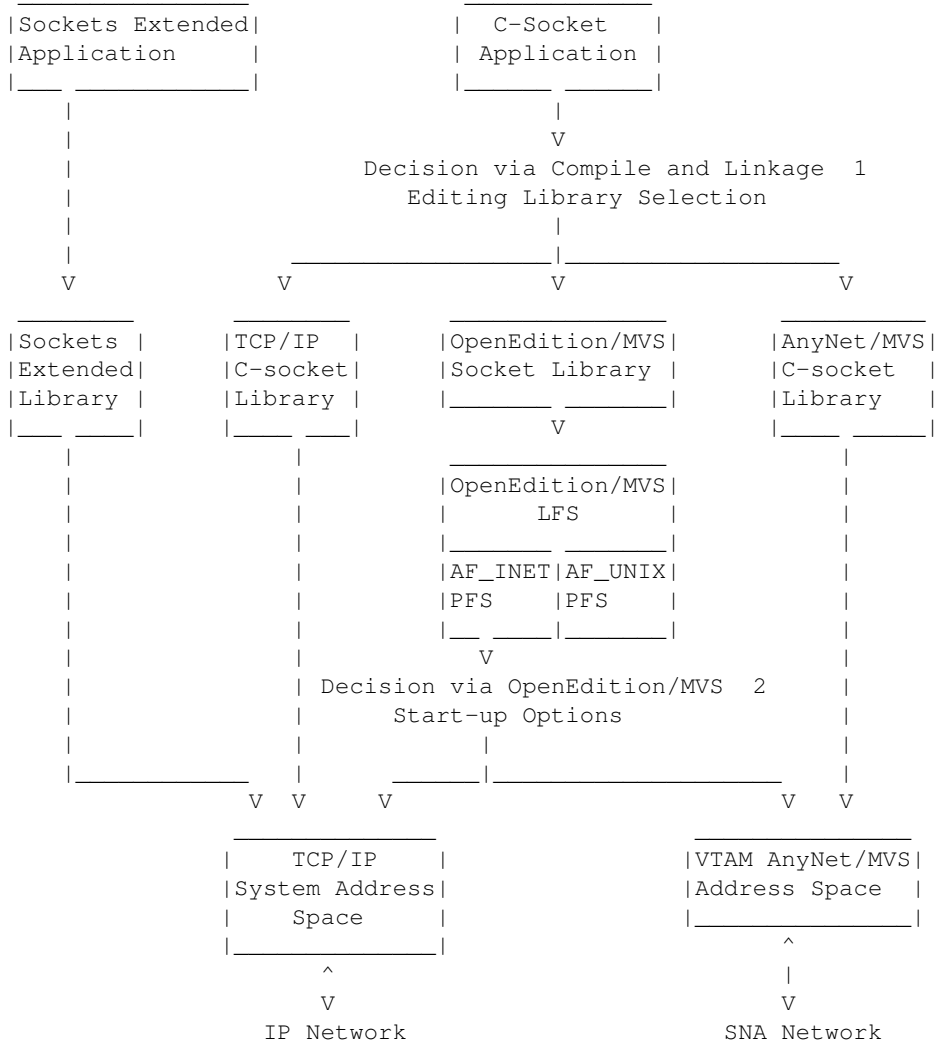 Sockets Extended C-Socket
Application Application
Decision via Compile and Linkage 1
Editing Library Selection
V
V V V V
Sockets TCP/IP OpenEdition/MVS AnyNet/MVS
Extended C-socket Socket Library C-socket
Library Library Library
V
OpenEdition/MVS
LFS
AF_INET AF_UNIX
PFS PFS
V
Decision via OpenEdition/MVS 2
Start-up Options
V V V V V
TCP/IP VTAM AnyNet/MVS
System Address Address Space
Space
V V
IP Network SNA Network